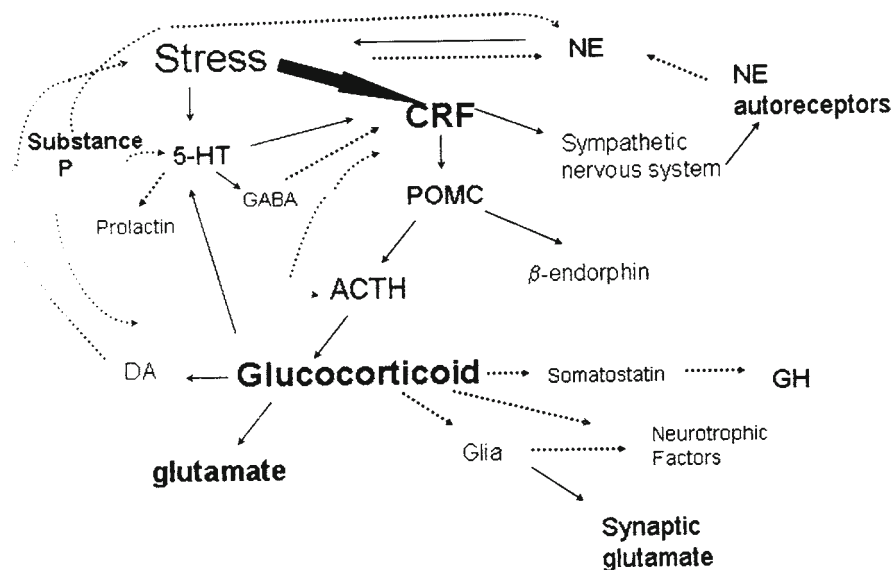 Stress
NE
NE
autoreceptors
CRF
Substance
P
5-HT
Sympathetic
nervous system
GABA
POMC
Prolactin
β-endorphin
ACTH
DA
Glucocorticoid
Somatostatin
GH
glutamate
Glia
Neurotrophic
Factors
Synaptic
glutamate